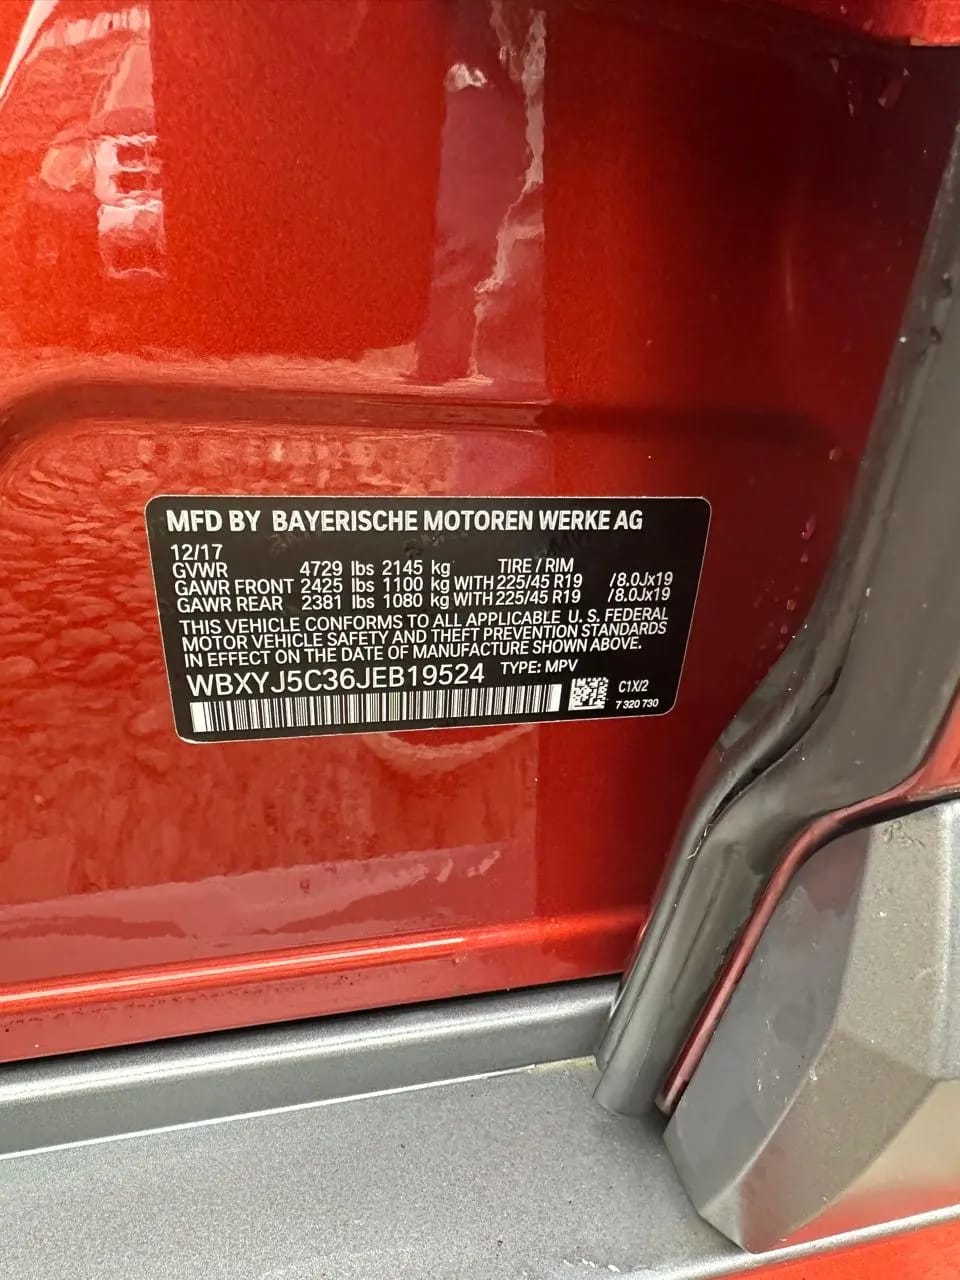 MFD BY BAYERISCHE MOTOREN WERKE AG
12/17
GVWR 4729 lbs 2145 kg TIRE / RIM
GAWR FRONT 2425 lbs 1100 kg WITH 225/45 R19 /8.0Jx19
GAWR REAR 2381 lbs 1080 kg WITH 225/45 R19 /8.0Jx19
THIS VEHICLE CONFORMS TO ALL APPLICABLE U. S. FEDERAL
MOTOR VEHICLE SAFETY AND THEFT PREVENTION STANDARDS
IN EFFECT ON THE DATE OF MANUFACTURE SHOWN ABOVE.
WBXYJ5C36JEB19524 TYPE: MPV
C1X/2
7 320 730